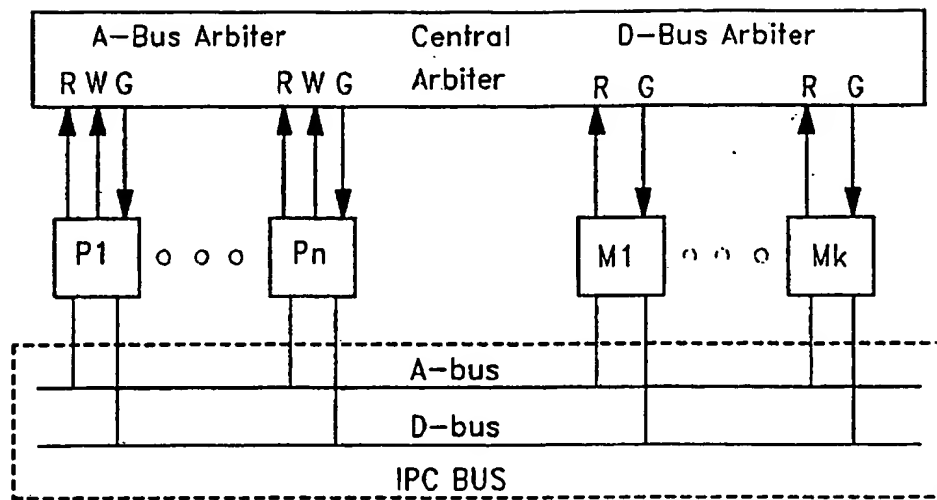 A-Bus Arbiter Central D-Bus Arbiter
Arbiter
R W G R W G R G R G
P1 Pn M1 Mk
A-bus
D-bus
IPC BUS